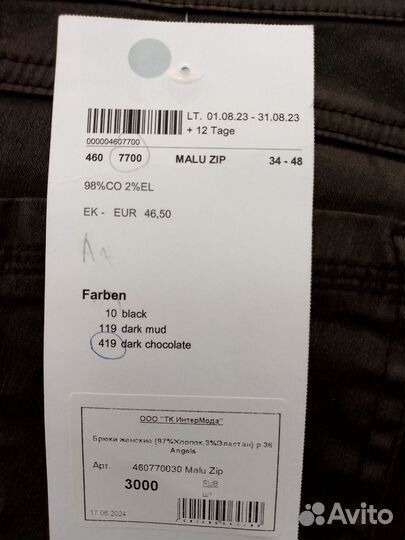 LT. 01.08.23 - 31.08.23
+ 12 Tage
000004607700
460 7700 MALU ZIP 34 - 48
98%CO 2%EL
EK - EUR 46,50
Farben
10 black
119 dark mud
419 dark chocolate
ООО "ТК ИнтерМода"
Брюки женские (97%Хлопок,3%Эластан) р 36
Angels
Арт. 460770030 Malu Zip
3000 RUB
шт
17.06.2024
Avito